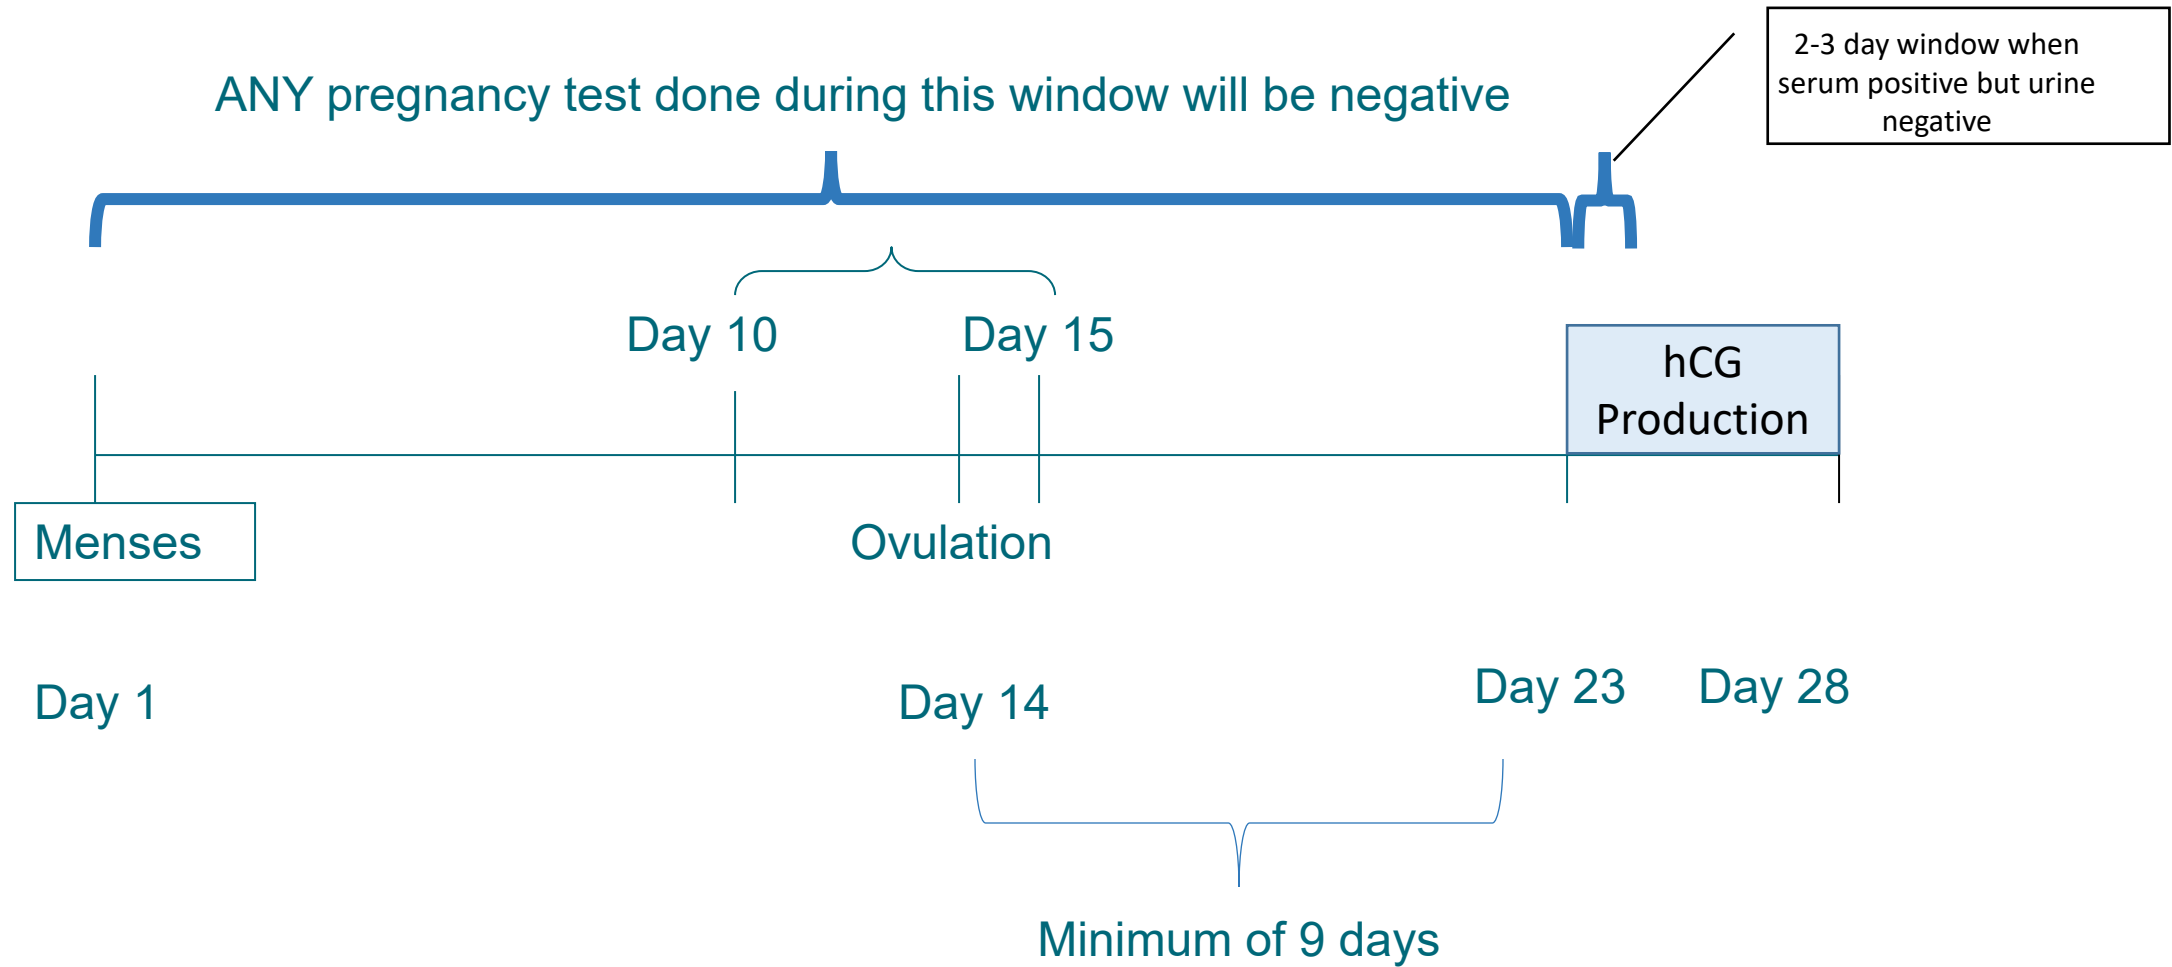 2-3 day window when
serum positive but urine
negative
ANY pregnancy test done during this window will be negative
Day 10
Day 15
hCG
Production
Menses
Ovulation
Day 1
Day 14
Day 23
Day 28
Minimum of 9 days